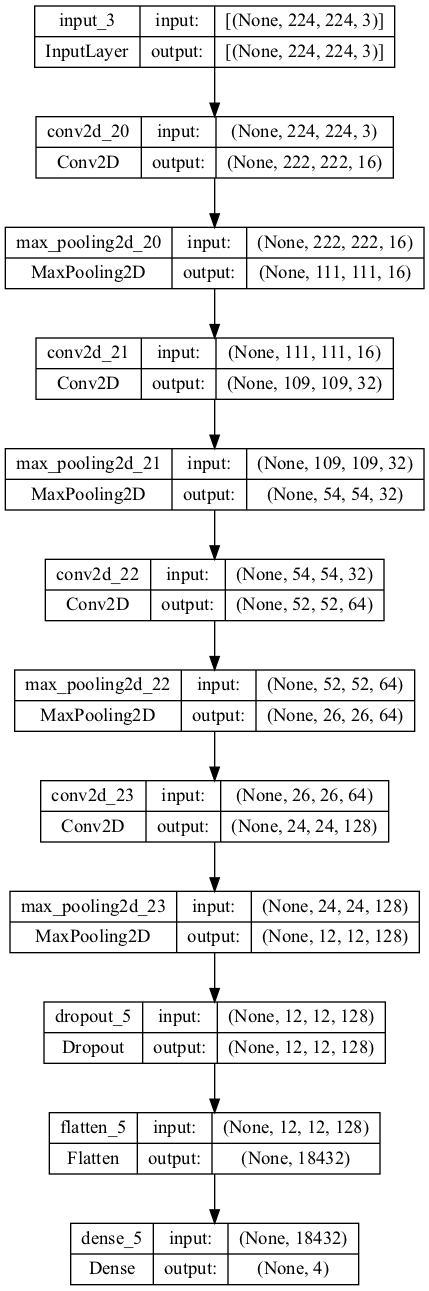 input_3 input: [(None, 224, 224, 3)]
InputLayer output: [(None, 224, 224, 3)]
conv2d_20 input: (None, 224, 224, 3)
Conv2D output: (None, 222, 222, 16)
max_pooling2d_20 input: (None, 222, 222, 16)
MaxPooling2D output: (None, 111, 111, 16)
conv2d_21 input: (None, 111, 111, 16)
Conv2D output: (None, 109, 109, 32)
max_pooling2d_21 input: (None, 109, 109, 32)
MaxPooling2D output: (None, 54, 54, 32)
conv2d_22 input: (None, 54, 54, 32)
Conv2D output: (None, 52, 52, 64)
max_pooling2d_22 input: (None, 52, 52, 64)
MaxPooling2D output: (None, 26, 26, 64)
conv2d_23 input: (None, 26, 26, 64)
Conv2D output: (None, 24, 24, 128)
max_pooling2d_23 input: (None, 24, 24, 128)
MaxPooling2D output: (None, 12, 12, 128)
dropout_5 input: (None, 12, 12, 128)
Dropout output: (None, 12, 12, 128)
flatten_5 input: (None, 12, 12, 128)
Flatten output: (None, 18432)
dense_5 input: (None, 18432)
Dense output: (None, 4)